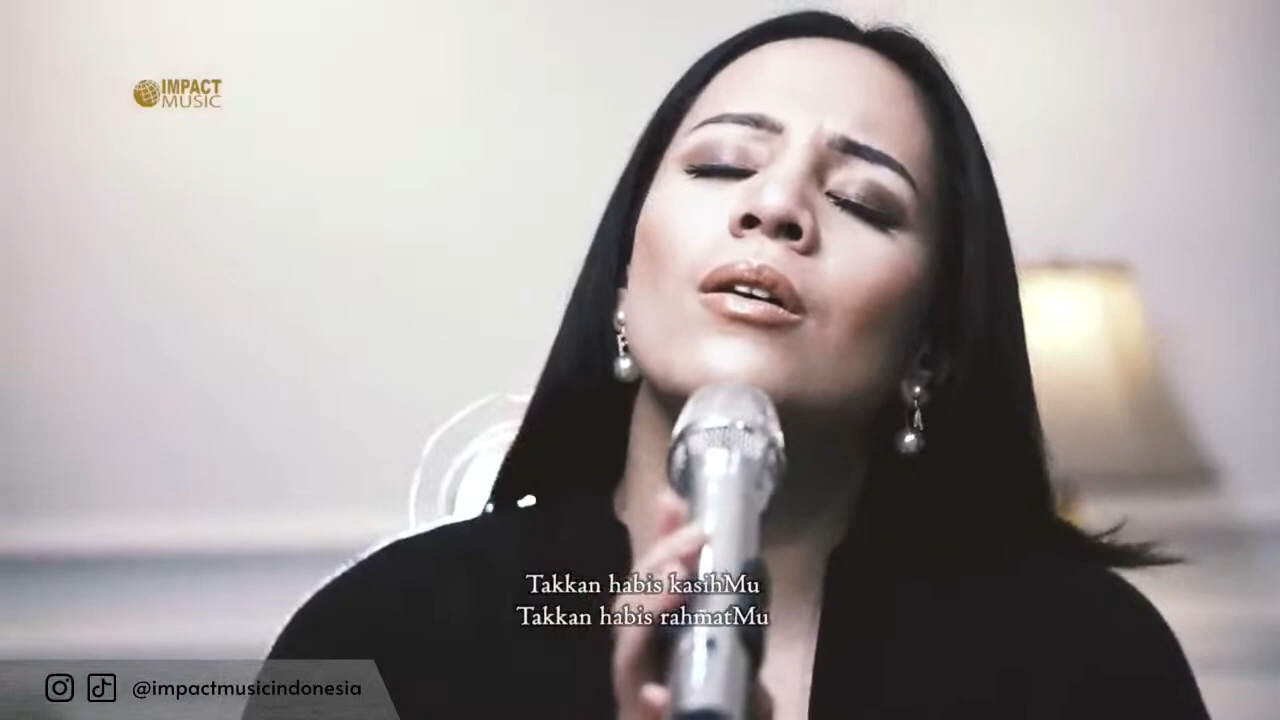 IMPACT
MUSIC
Takkan habis kasihMu
Takkan habis rahmatMu
@impactmusicindonesia